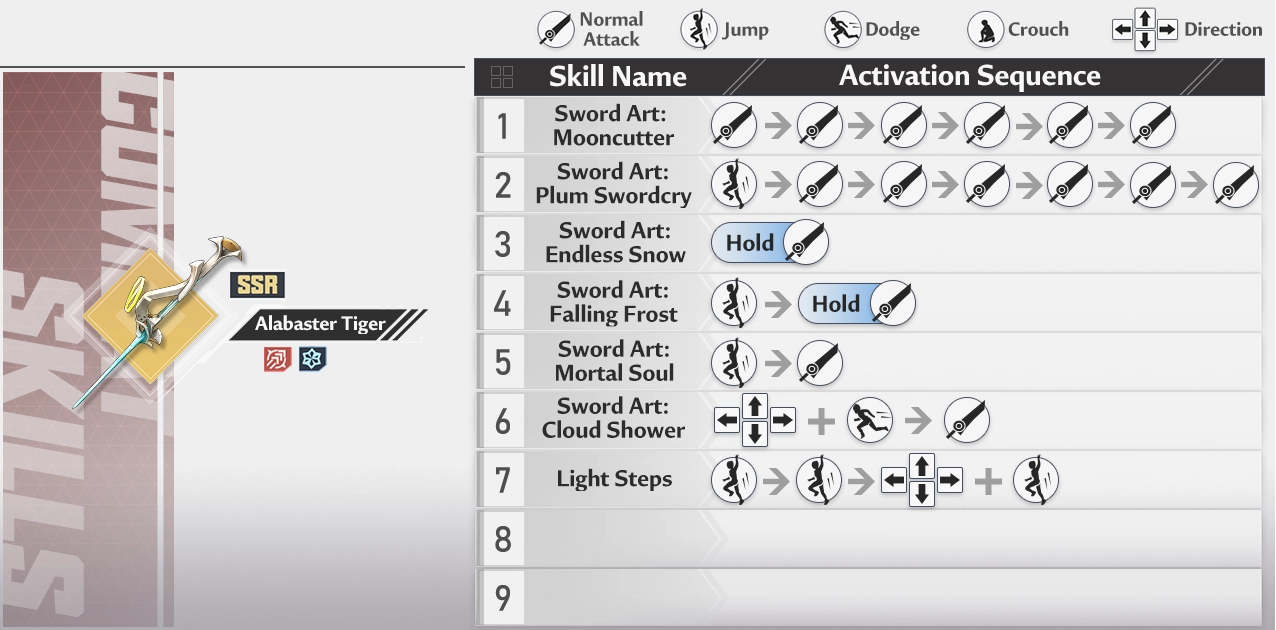 Normal
Attack
Jump
Dodge
Crouch
Direction
Skill Name
Activation Sequence
COMBAT
SKILLS
SSR
Alabaster Tiger
1
Sword Art:
Mooncutter
2
Sword Art:
Plum Swordcry
3
Sword Art:
Endless Snow
Hold
4
Sword Art:
Falling Frost
Hold
5
Sword Art:
Mortal Soul
6
Sword Art:
Cloud Shower
7
Light Steps
8
9